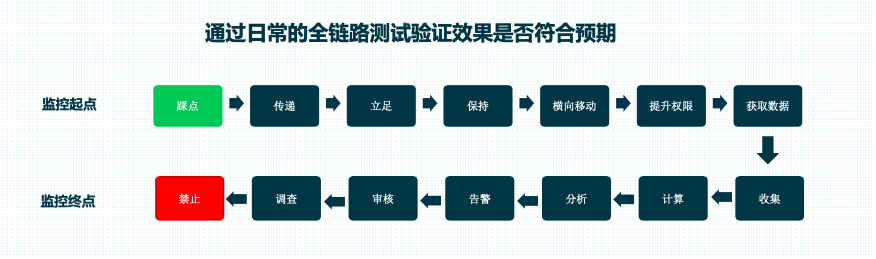 通过日常的全链路测试验证效果是否符合预期
监控起点
踩点
传递
立足
保持
横向移动
提升权限
获取数据
监控终点
禁止
调查
审核
告警
分析
计算
收集